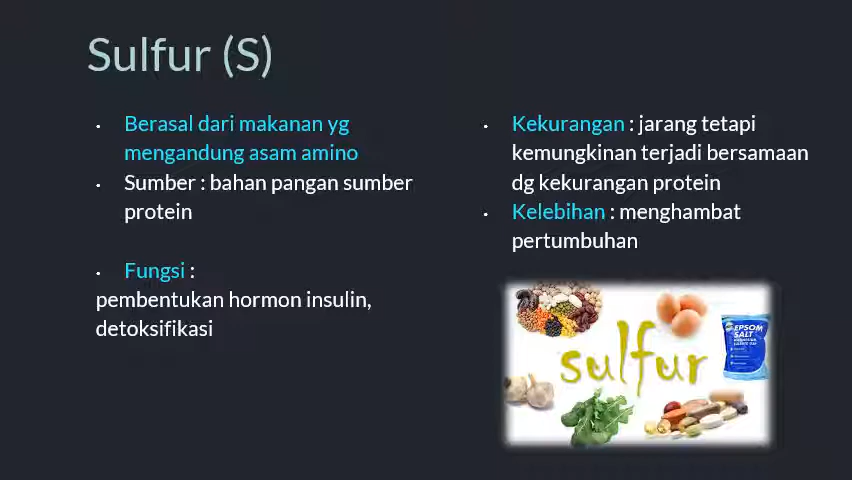 Sulfur (S)
• Berasal dari makanan yg
mengandung asam amino
• Sumber : bahan pangan sumber
protein
• Fungsi :
pembentukan hormon insulin,
detoksifikasi
• Kekurangan : jarang tetapi
kemungkinan terjadi bersamaan
dg kekurangan protein
• Kelebihan : menghambat
pertumbuhan
sulfur
EPSOM
SALT